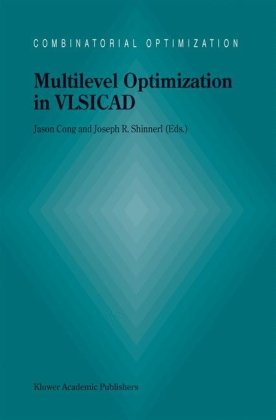 COMBINATORIAL OPTIMIZATION
Multilevel Optimization
in VLSICAD
Jason Cong and Joseph R. Shinnerl (Eds.)
Kluwer Academic Publishers